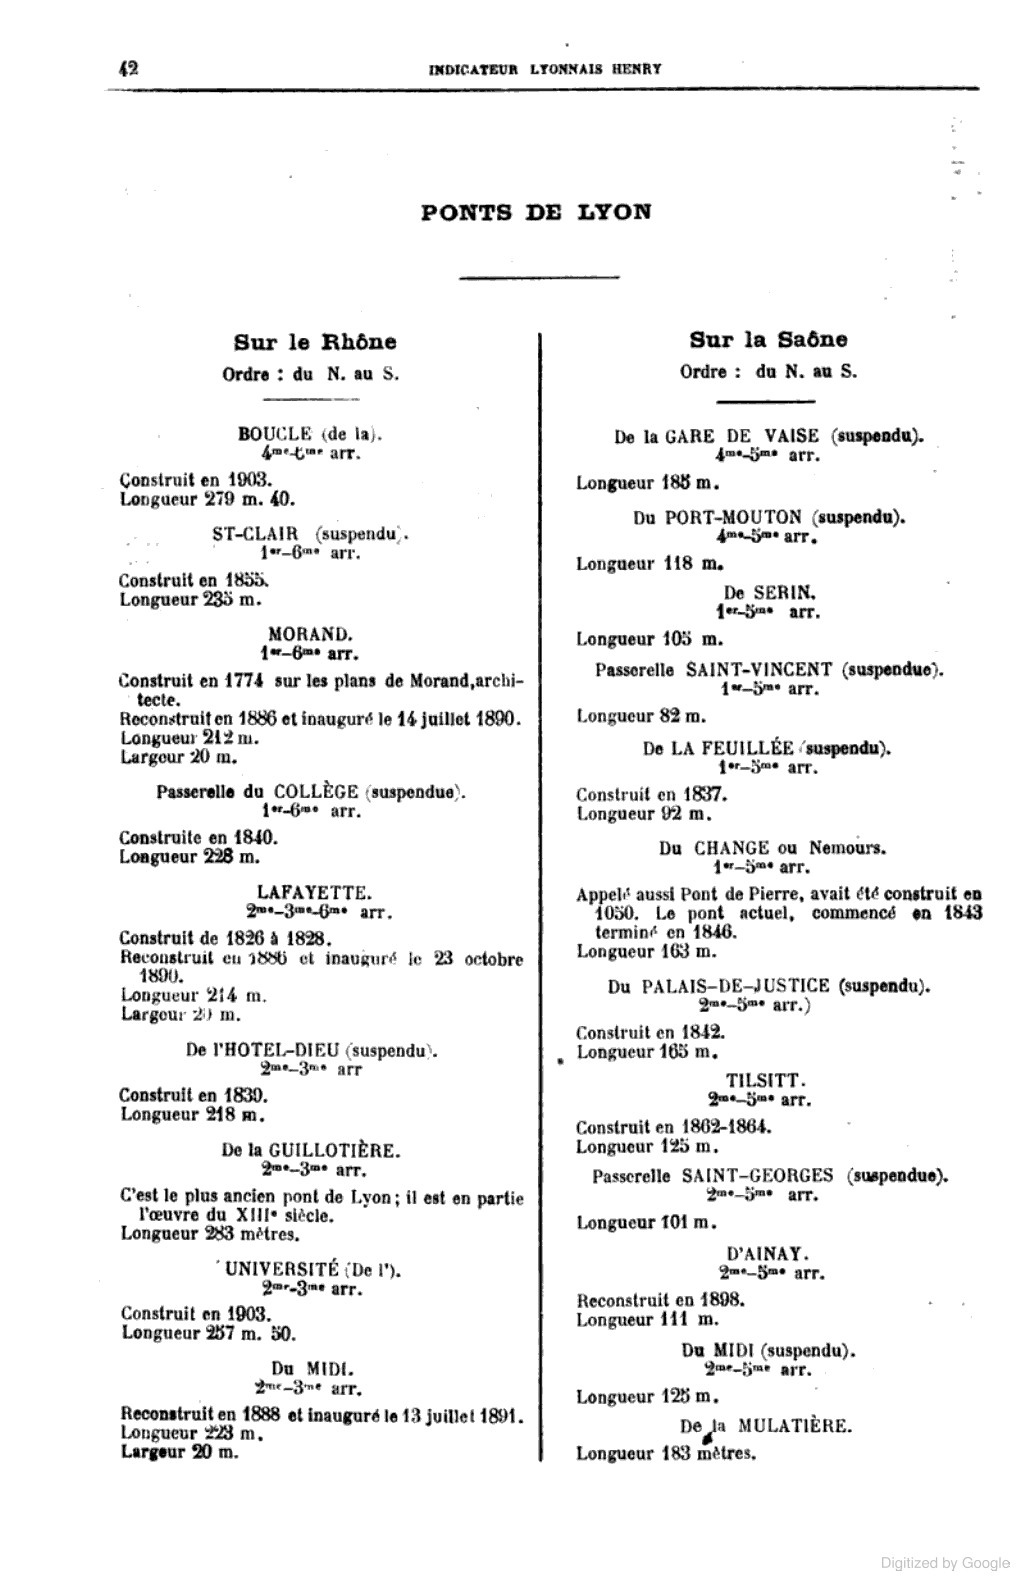 42
INDICATEUR LYONNAIS HENRY
PONTS DE LYON
Sur le Rhône
Ordre : du N. au S.
BOUCLE (de la).
4me-6me arr.
Construit en 1903.
Longueur 279 m. 40.
ST-CLAIR (suspendu).
1er-6me arr.
Construit en 1855.
Longueur 235 m.
MORAND.
1er-6me arr.
Construit en 1774 sur les plans de Morand, archi-
tecte.
Reconstruit en 1886 et inauguré le 14 juillet 1890.
Longueur 212 m.
Largeur 20 m.
Passerelle du COLLÈGE (suspendue).
1er-6me arr.
Construite en 1840.
Longueur 228 m.
LAFAYETTE.
2me-3me-6me arr.
Construit de 1826 à 1828.
Reconstruit en 1886 et inauguré le 23 octobre
1890.
Longueur 214 m.
Largeur 20 m.
De l'HOTEL-DIEU (suspendu).
2me-3me arr
Construit en 1839.
Longueur 218 m.
De la GUILLOTIÈRE.
2me-3me arr.
C'est le plus ancien pont de Lyon ; il est en partie
l'œuvre du XIIIe siècle.
Longueur 283 mètres.
UNIVERSITÉ (De l').
2me-3me arr.
Construit en 1903.
Longueur 257 m. 50.
Du MIDI.
2me-3me arr.
Reconstruit en 1888 et inauguré le 13 juillet 1891.
Longueur 223 m.
Largeur 20 m.
Sur la Saône
Ordre : du N. au S.
De la GARE DE VAISE (suspendu).
4me-5me arr.
Longueur 185 m.
Du PORT-MOUTON (suspendu).
4me-5me arr.
Longueur 118 m.
De SERIN.
1er-5me arr.
Longueur 105 m.
Passerelle SAINT-VINCENT (suspendue).
1er-5me arr.
Longueur 82 m.
De LA FEUILLÉE (suspendu).
1er-5me arr.
Construit en 1837.
Longueur 92 m.
Du CHANGE ou Nemours.
1er-5me arr.
Appelé aussi Pont de Pierre, avait été construit en
1050. Le pont actuel, commencé en 1843
terminé en 1846.
Longueur 163 m.
Du PALAIS-DE-JUSTICE (suspendu).
2me-5me arr.)
Construit en 1842.
Longueur 165 m.
TILSITT.
2me-5me arr.
Construit en 1862-1864.
Longueur 125 m.
Passerelle SAINT-GEORGES (suspendue).
2me-5me arr.
Longueur 101 m.
D'AINAY.
2me-5me arr.
Reconstruit en 1898.
Longueur 111 m.
Du MIDI (suspendu).
2me-5me arr.
Longueur 125 m.
De la MULATIÈRE.
Longueur 183 mètres.
Digitized by Google